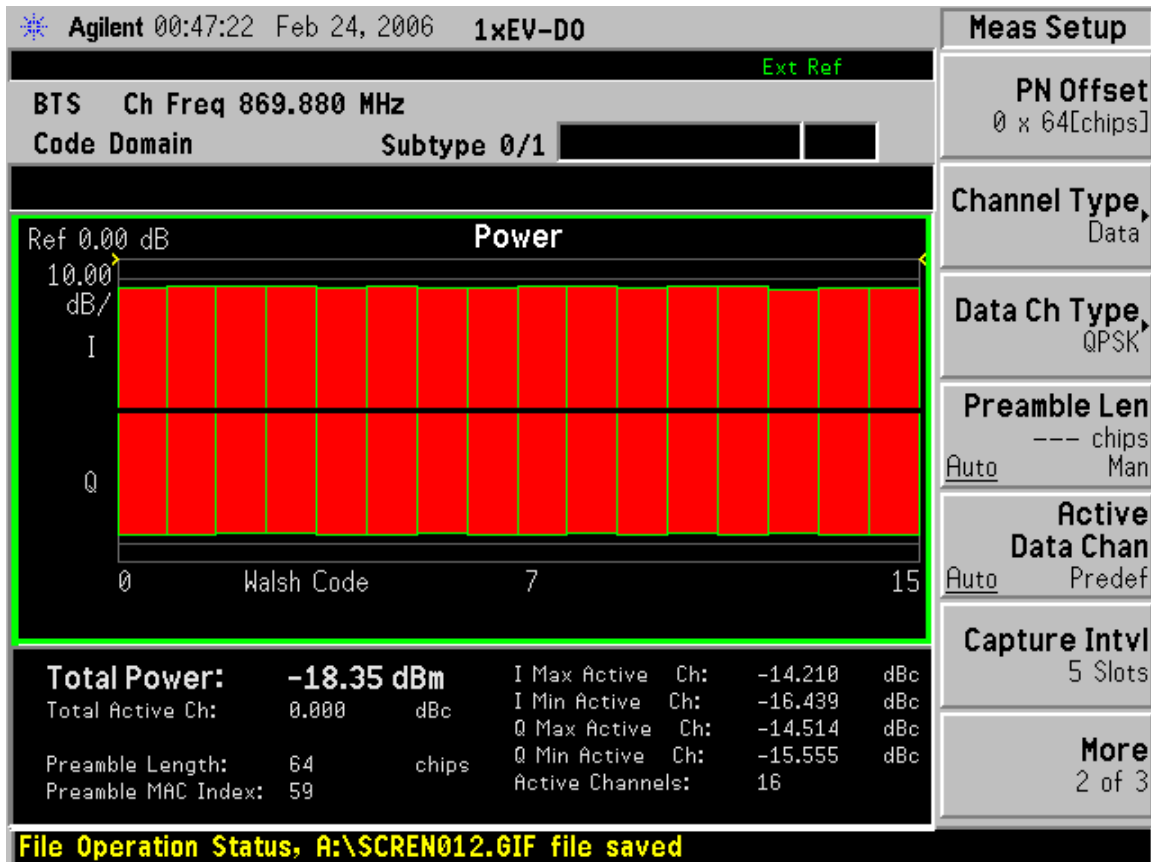 Agilent 00:47:22 Feb 24, 2006 1xEV-DO
Ext Ref
BTS Ch Freq 869.880 MHz
Code Domain Subtype 0/1
Ref 0.00 dB Power
10.00
dB/
I
Q
0 Walsh Code 7 15
Total Power: -18.35 dBm
Total Active Ch: 0.000 dBc
Preamble Length: 64 chips
Preamble MAC Index: 59
I Max Active Ch: -14.210 dBc
I Min Active Ch: -16.439 dBc
Q Max Active Ch: -14.514 dBc
Q Min Active Ch: -15.555 dBc
Active Channels: 16
File Operation Status, A:\SCREN012.GIF file saved
Meas Setup
PN Offset
0 x 64[chips]
Channel Type
Data
Data Ch Type
QPSK
Preamble Len
--- chips
Auto Man
Active
Data Chan
Auto Predef
Capture Intvl
5 Slots
More
2 of 3